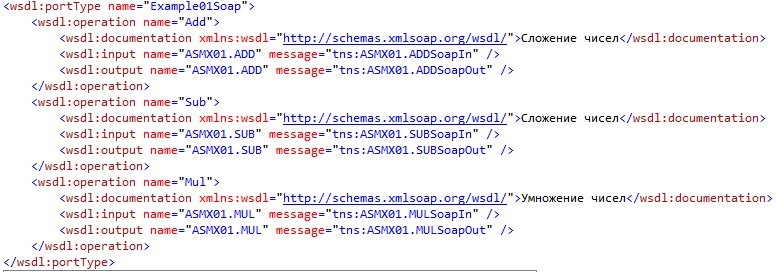 <wsdl:portType name="Example01Soap">
<wsdl:operation name="Add">
<wsdl:documentation xmlns:wsdl="http://schemas.xmlsoap.org/wsdl/">Сложение чисел</wsdl:documentation>
<wsdl:input name="ASMX01.ADD" message="tns:ASMX01.ADDSoapIn" />
<wsdl:output name="ASMX01.ADD" message="tns:ASMX01.ADDSoapOut" />
</wsdl:operation>
<wsdl:operation name="Sub">
<wsdl:documentation xmlns:wsdl="http://schemas.xmlsoap.org/wsdl/">Сложение чисел</wsdl:documentation>
<wsdl:input name="ASMX01.SUB" message="tns:ASMX01.SUBSoapIn" />
<wsdl:output name="ASMX01.SUB" message="tns:ASMX01.SUBSoapOut" />
</wsdl:operation>
<wsdl:operation name="Mul">
<wsdl:documentation xmlns:wsdl="http://schemas.xmlsoap.org/wsdl/">Умножение чисел</wsdl:documentation>
<wsdl:input name="ASMX01.MUL" message="tns:ASMX01.MULSoapIn" />
<wsdl:output name="ASMX01.MUL" message="tns:ASMX01.MULSoapOut" />
</wsdl:operation>
</wsdl:portType>